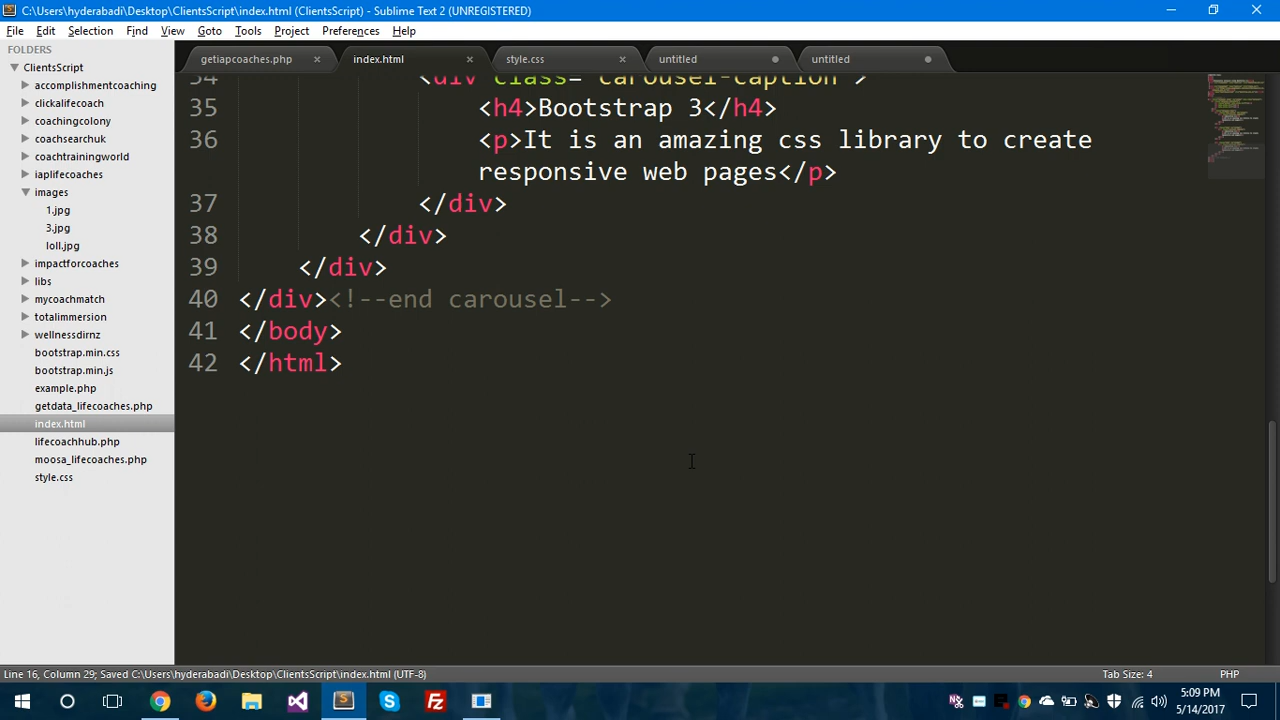 C:\Users\hyderabadi\Desktop\ClientsScript\index.html (ClientsScript) - Sublime Text 2 (UNREGISTERED)
File Edit Selection Find View Goto Tools Project Preferences Help
FOLDERS
ClientsScript
accomplishmentcoaching
clickalifecoach
coachingcolony
coachsearchuk
coachtrainingworld
iaplifecoaches
images
1.jpg
3.jpg
loll.jpg
impactforcoaches
libs
mycoachmatch
totalimmersion
wellnessdirnz
bootstrap.min.css
bootstrap.min.js
example.php
getdata_lifecoaches.php
index.html
lifecoachhub.php
moosa_lifecoaches.php
style.css
getiapcoaches.php × index.html × style.css × untitled untitled
34 <div class="carousel-caption">
35 <h4>Bootstrap 3</h4>
36 <p>It is an amazing css library to create
responsive web pages</p>
37 </div>
38 </div>
39 </div>
40 </div><!--end carousel-->
41 </body>
42 </html>
Line 16, Column 29; Saved C:\Users\hyderabadi\Desktop\ClientsScript\index.html (UTF-8) Tab Size: 4 PHP
5:09 PM
5/14/2017